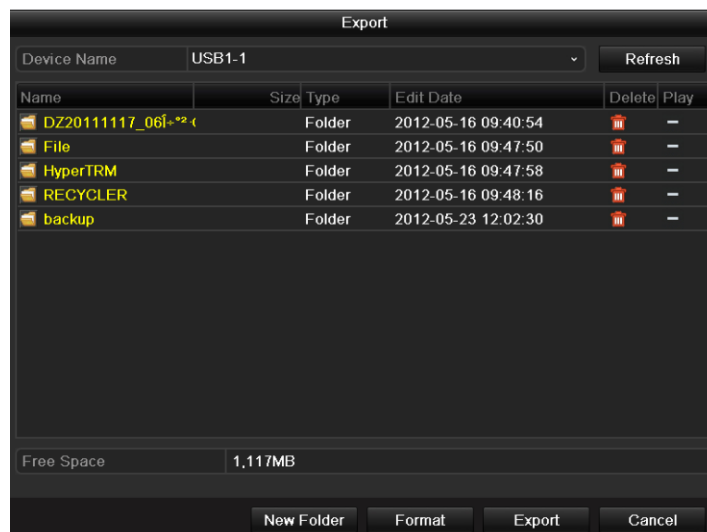 Export
Device Name USB1-1 Refresh
Name Size Type Edit Date Delete Play
DZ20111117_06Î÷°² Folder 2012-05-16 09:40:54 –
File Folder 2012-05-16 09:47:50 –
HyperTRM Folder 2012-05-16 09:47:58 –
RECYCLER Folder 2012-05-16 09:48:16 –
backup Folder 2012-05-23 12:02:30 –
Free Space 1,117MB
New Folder Format Export Cancel